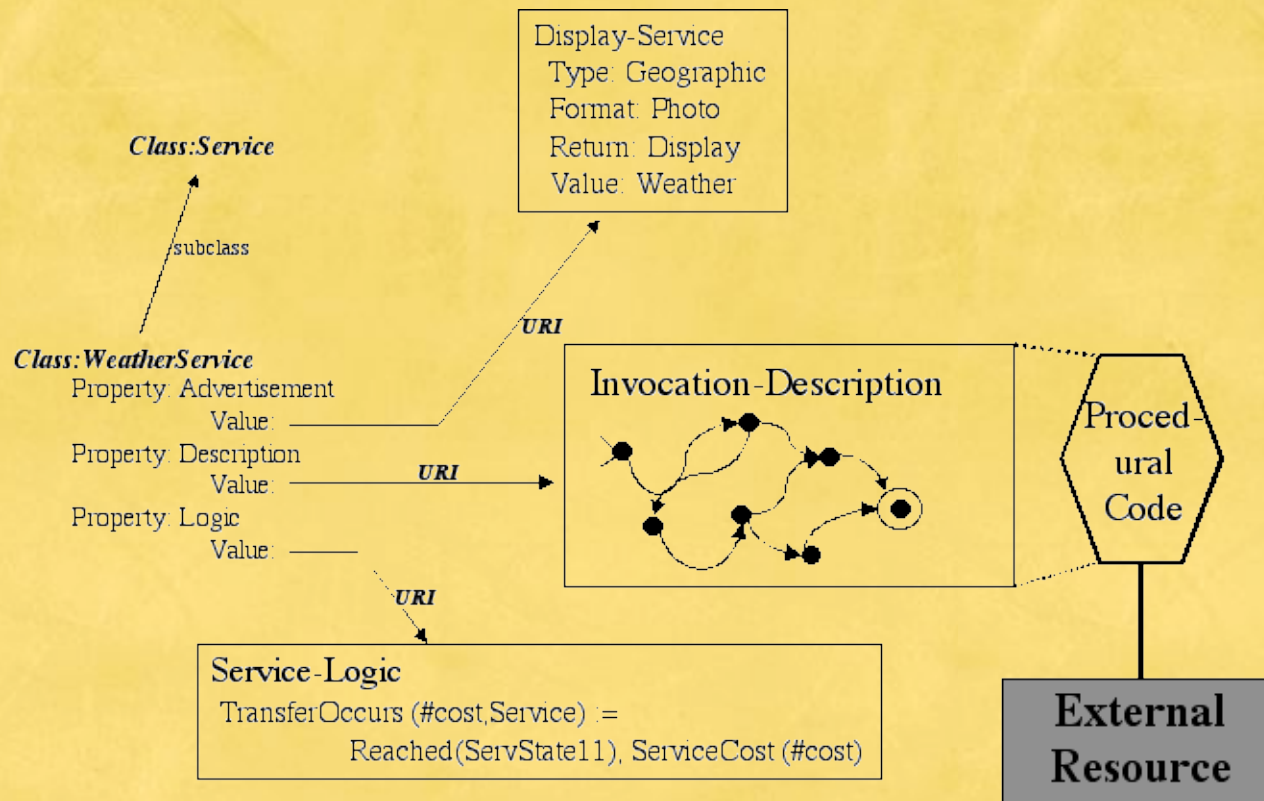 Display-Service
Type: Geographic
Format: Photo
Return: Display
Value: Weather
Class:Service
subclass
URI
Class:WeatherService
Property: Advertisement
Value:
Property: Description
Value:
URI
Property: Logic
Value:
URI
Invocation-Description
Proced-
ural
Code
Service-Logic
TransferOccurs (#cost,Service) :=
Reached(ServState11), ServiceCost (#cost)
External
Resource